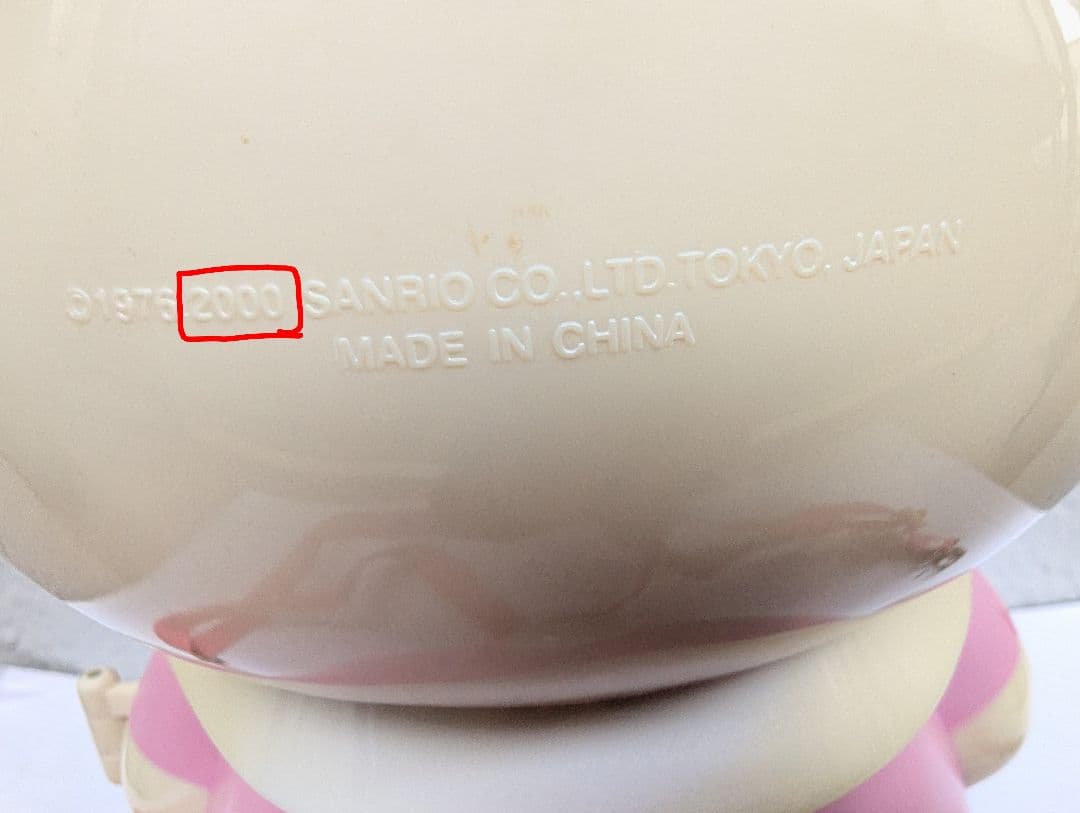 ©1976,2000 SANRIO CO.,LTD.TOKYO, JAPAN
MADE IN CHINA